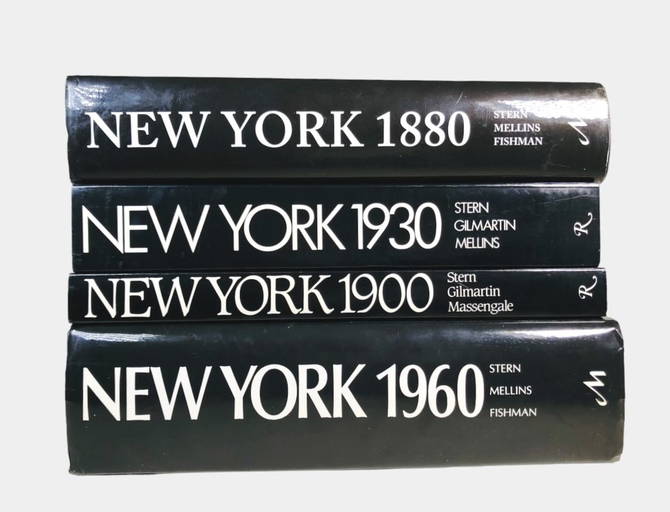 NEW YORK 1880
STERN
MELLINS
FISHMAN
M
NEW YORK 1930
STERN
GILMARTIN
MELLINS
R
NEW YORK 1900
Stern
Gilmartin
Massengale
R
NEW YORK 1960
STERN
MELLINS
FISHMAN
M